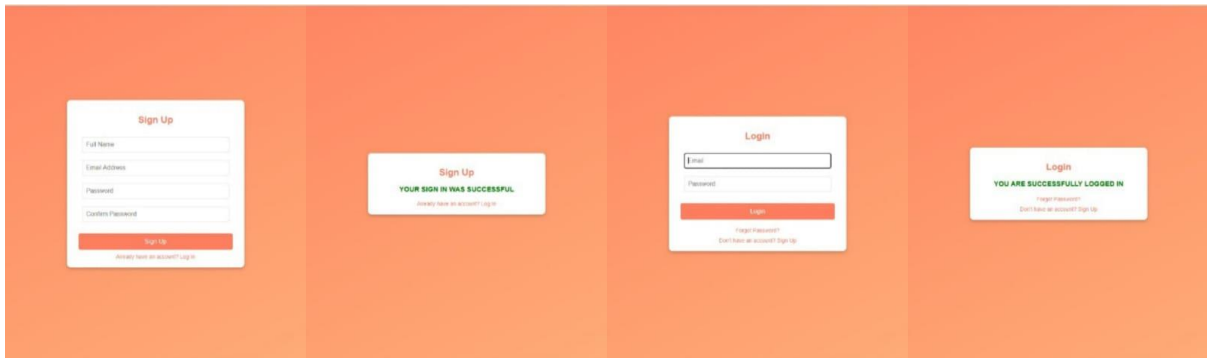 Sign Up
Full Name
Email Address
Password
Confirm Password
Sign Up
Already have an account? Log in
Sign Up
YOUR SIGN IN WAS SUCCESSFUL
Already have an account? Log in
Login
Email
Password
Login
Forgot Password?
Don't have an account? Sign Up
Login
YOU ARE SUCCESSFULLY LOGGED IN
Forgot Password?
Don't have an account? Sign Up